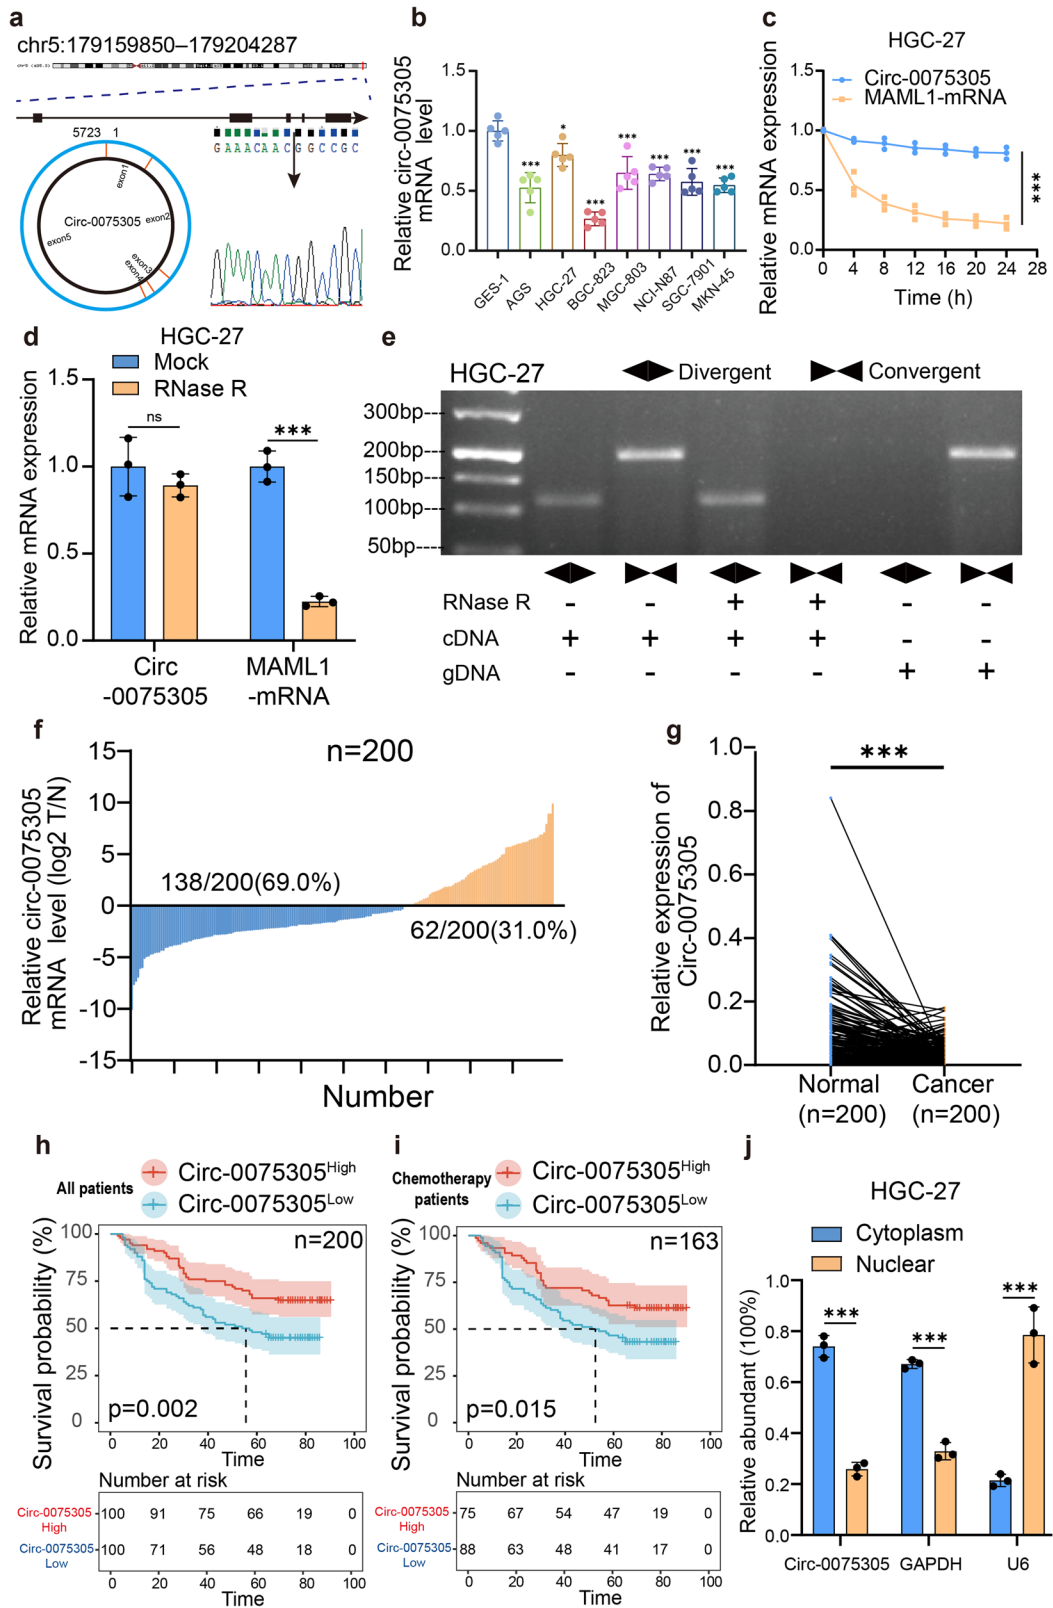 a
chr5:179159850–179204287
5723 1
GAAACAACGGCCGC
exon1
Circ-0075305
exon2
exon5
exon3
exon4
b
Relative circ-0075305
mRNA level
1.5
1.0
0.5
0.0
***
*
***
***
***
***
***
GES-1
AGS
HGC-27
BGC-823
MGC-803
NCI-N87
SGC-7901
MKN-45
c
HGC-27
Relative mRNA expression
1.5
1.0
0.5
0.0
Circ-0075305
MAML1-mRNA
***
0 4 8 12 16 20 24 28
Time (h)
d
HGC-27
Mock
RNase R
Relative mRNA expression
1.5
1.0
0.5
0.0
ns
***
Circ
-0075305
MAML1
-mRNA
e
HGC-27
Divergent
Convergent
300bp---
200bp--
150bp--
100bp--
50bp----
RNase R - - + + - -
cDNA + + + + - -
gDNA - - - - + +
f
n=200
Relative circ-0075305
mRNA level (log2 T/N)
15
10
5
0
-5
-10
-15
138/200(69.0%)
62/200(31.0%)
Number
g
Relative expression of
Circ-0075305
1.0
0.8
0.6
0.4
0.2
0.0
***
Normal
(n=200)
Cancer
(n=200)
h
All patients
Circ-0075305High
Circ-0075305Low
Survival probability (%)
100
75
50
25
0
n=200
p=0.002
0 20 40 60 80 100
Time
Number at risk
Circ-0075305
High
100 91 75 66 19 0
Circ-0075305
Low
100 71 56 48 18 0
0 20 40 60 80 100
Time
i
Chemotherapy
patients
Circ-0075305High
Circ-0075305Low
Survival probability (%)
100
75
50
25
0
n=163
p=0.015
0 20 40 60 80 100
Time
Number at risk
Circ-0075305
High
75 67 54 47 19 0
Circ-0075305
Low
88 63 48 41 17 0
0 20 40 60 80 100
Time
j
HGC-27
Cytoplasm
Nuclear
Relative abundant (100%)
1.0
0.8
0.6
0.4
0.2
0.0
***
***
***
Circ-0075305
GAPDH
U6